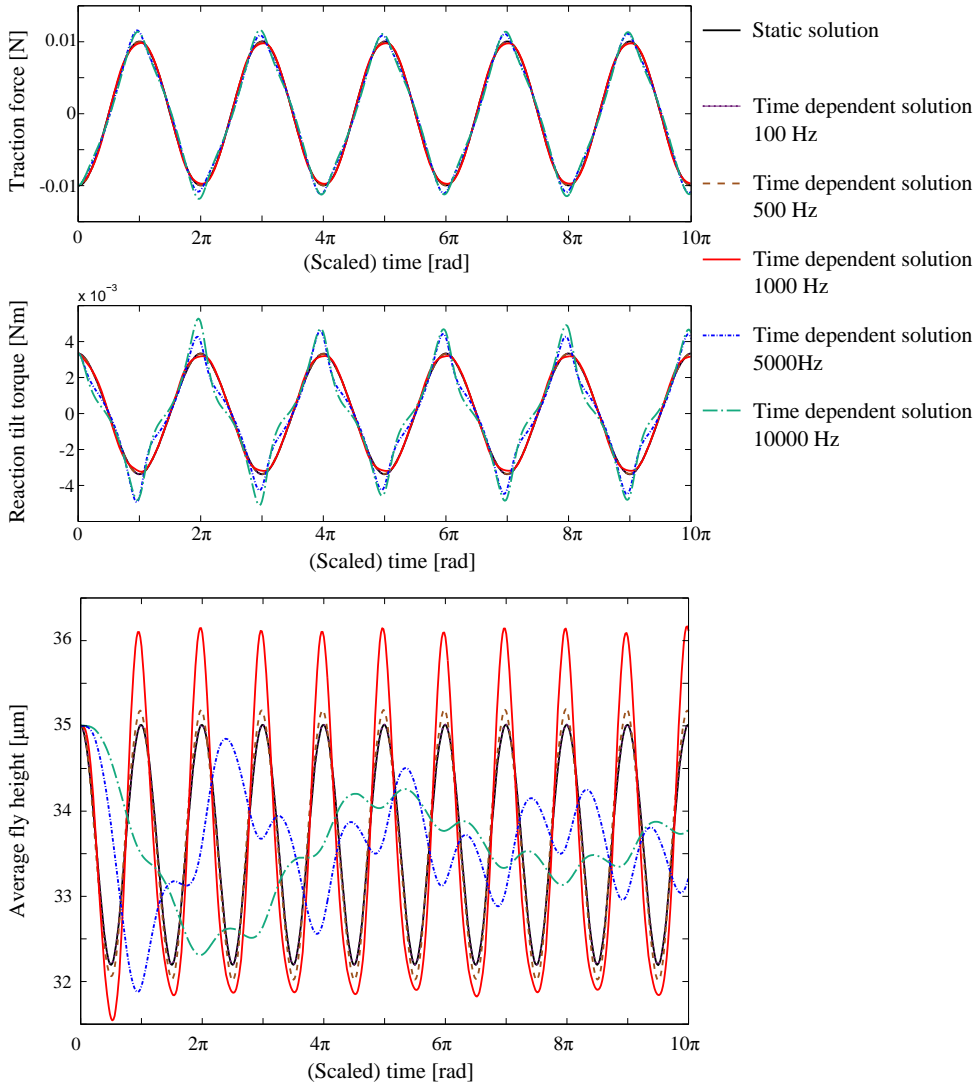 Traction force [N]
0.01
0
-0.01
0
2π
4π
6π
8π
10π
(Scaled) time [rad]
Static solution
Time dependent solution
100 Hz
Time dependent solution
500 Hz
Time dependent solution
1000 Hz
Time dependent solution
5000Hz
Time dependent solution
10000 Hz
x 10⁻³
Reaction tilt torque [Nm]
4
2
0
-2
-4
0
2π
4π
6π
8π
10π
(Scaled) time [rad]
Average fly height [µm]
36
35
34
33
32
0
2π
4π
6π
8π
10π
(Scaled) time [rad]